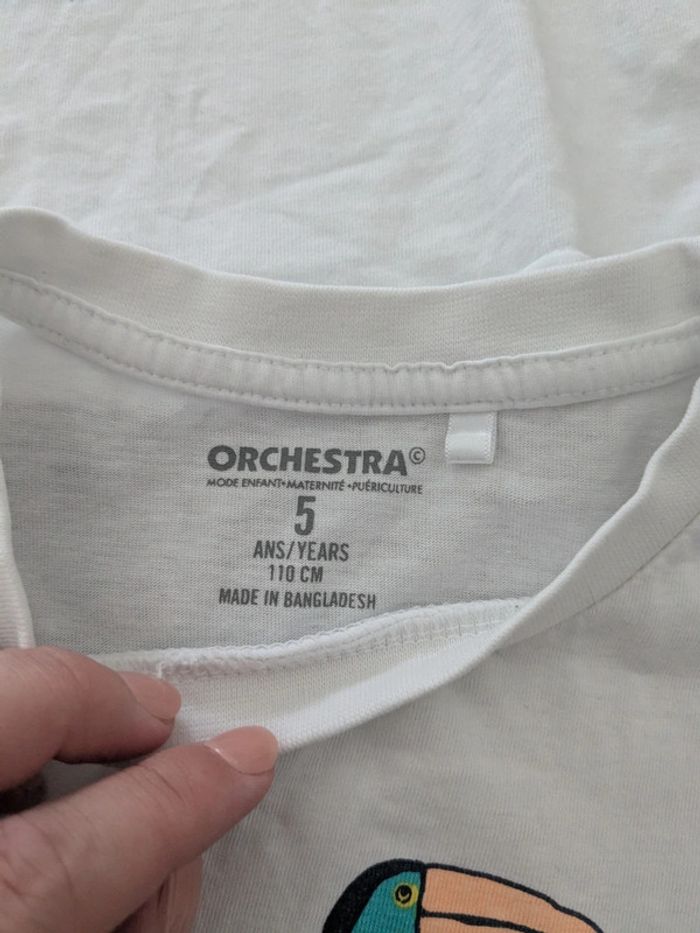 ORCHESTRA©
MODE ENFANT•MATERNITÉ•PUÉRICULTURE
5
ANS/YEARS
110 CM
MADE IN BANGLADESH